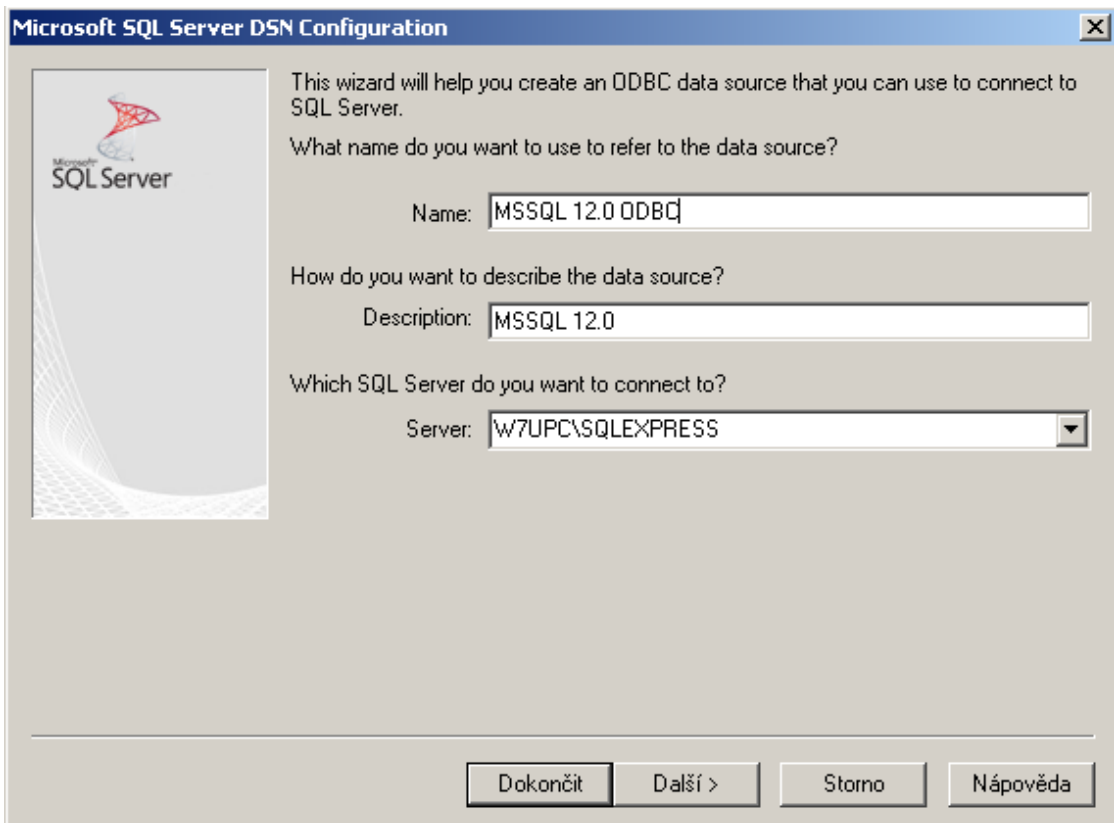 Microsoft SQL Server DSN Configuration
Microsoft
SQL Server
This wizard will help you create an ODBC data source that you can use to connect to
SQL Server.
What name do you want to use to refer to the data source?
Name: MSSQL 12.0 ODBC
How do you want to describe the data source?
Description: MSSQL 12.0
Which SQL Server do you want to connect to?
Server: W7UPC\SQLEXPRESS
Dokončit Další > Storno Nápověda